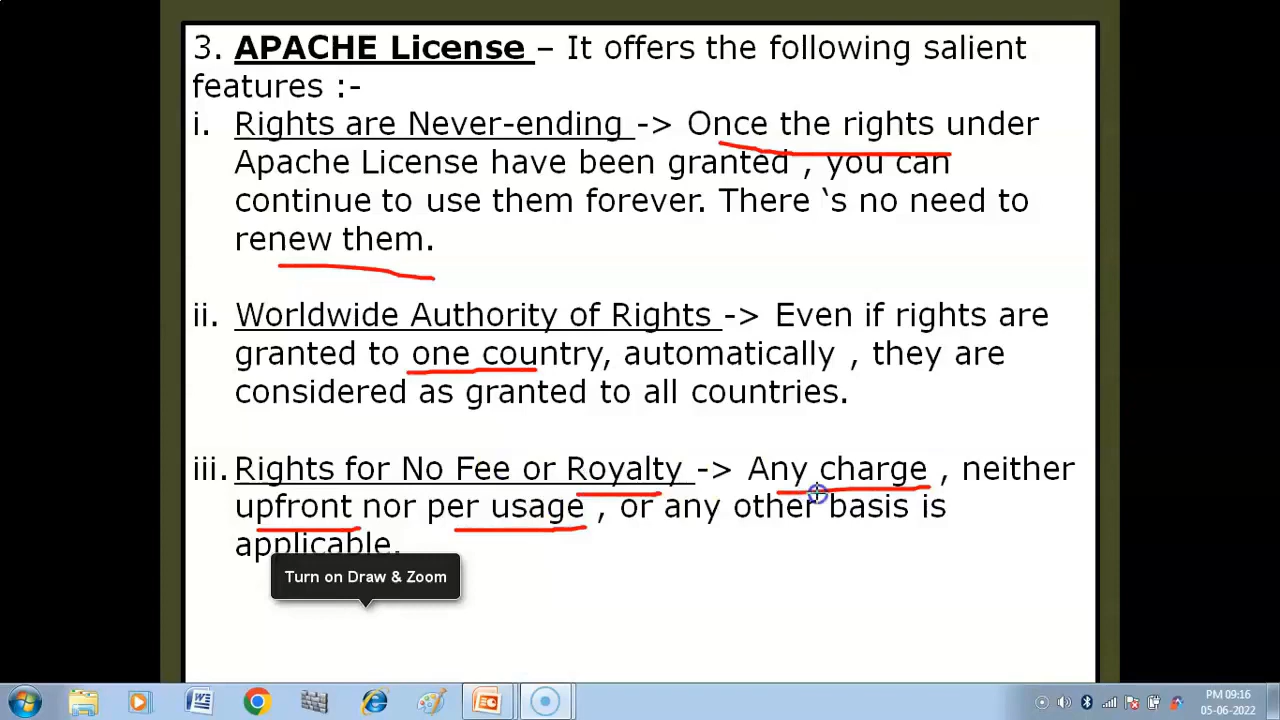 3. APACHE License – It offers the following salient
features :-
i. Rights are Never-ending -> Once the rights under
Apache License have been granted , you can
continue to use them forever. There ‘s no need to
renew them.
ii. Worldwide Authority of Rights -> Even if rights are
granted to one country, automatically , they are
considered as granted to all countries.
iii. Rights for No Fee or Royalty -> Any charge , neither
upfront nor per usage , or any other basis is
applicable.
Turn on Draw & Zoom
PM 09:16
05-06-2022